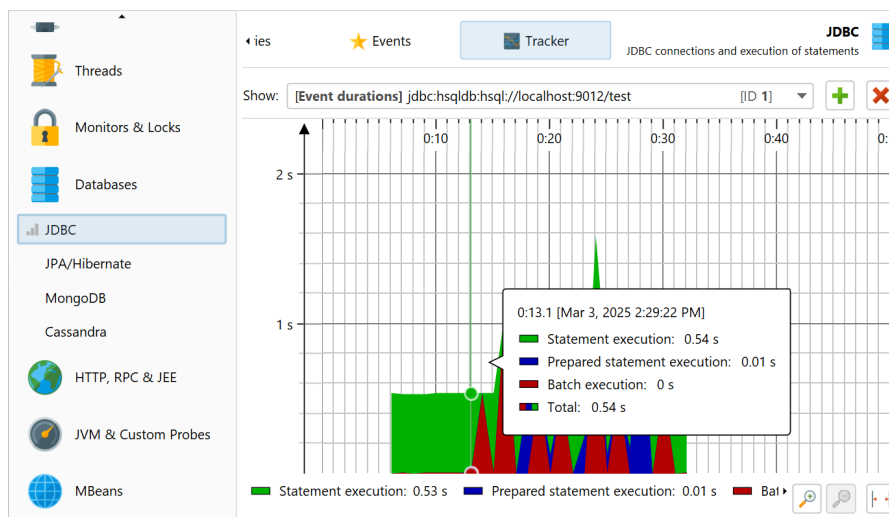 ies
Events
Tracker
JDBC
JDBC connections and execution of statements
Threads
Monitors & Locks
Databases
JDBC
JPA/Hibernate
MongoDB
Cassandra
HTTP, RPC & JEE
JVM & Custom Probes
MBeans
Show: [Event durations] jdbc:hsqldb:hsql://localhost:9012/test [ID 1]
0:10 0:20 0:30 0:40 0:
2 s
1 s
0:13.1 [Mar 3, 2025 2:29:22 PM]
Statement execution: 0.54 s
Prepared statement execution: 0.01 s
Batch execution: 0 s
Total: 0.54 s
Statement execution: 0.53 s Prepared statement execution: 0.01 s Bat